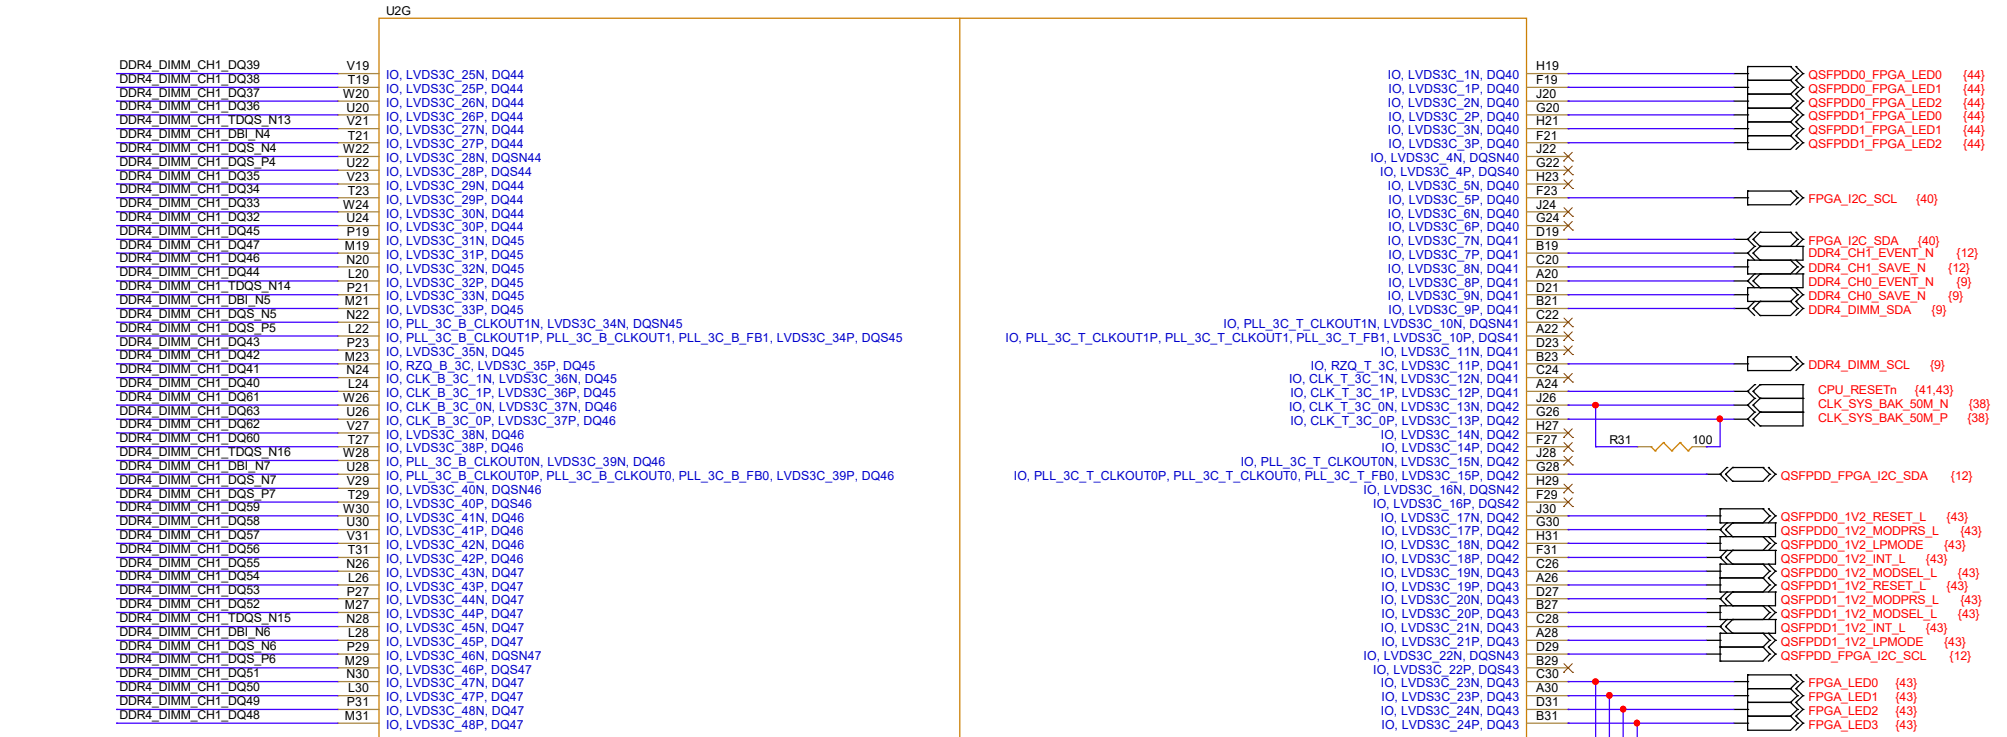 U2G
DDR4_DIMM_CH1_DQ39 V19 IO, LVDS3C_25N, DQ44 IO, LVDS3C_1N, DQ40 H19 QSFPDD0_FPGA_LED0 {44}
DDR4_DIMM_CH1_DQ38 T19 IO, LVDS3C_25P, DQ44 IO, LVDS3C_1P, DQ40 F19 QSFPDD0_FPGA_LED1 {44}
DDR4_DIMM_CH1_DQ37 W20 IO, LVDS3C_26N, DQ44 IO, LVDS3C_2N, DQ40 J20 QSFPDD0_FPGA_LED2 {44}
DDR4_DIMM_CH1_DQ36 U20 IO, LVDS3C_26P, DQ44 IO, LVDS3C_2P, DQ40 G20 QSFPDD1_FPGA_LED0 {44}
DDR4_DIMM_CH1_TDQS_N13 V21 IO, LVDS3C_27N, DQ44 IO, LVDS3C_3N, DQ40 H21 QSFPDD1_FPGA_LED1 {44}
DDR4_DIMM_CH1_DBI_N4 T21 IO, LVDS3C_27P, DQ44 IO, LVDS3C_3P, DQ40 F21 QSFPDD1_FPGA_LED2 {44}
DDR4_DIMM_CH1_DQS_N4 W22 IO, LVDS3C_28N, DQSN44 IO, LVDS3C_4N, DQSN40 J22
DDR4_DIMM_CH1_DQS_P4 U22 IO, LVDS3C_28P, DQS44 IO, LVDS3C_4P, DQS40 G22
DDR4_DIMM_CH1_DQ35 V23 IO, LVDS3C_29N, DQ44 IO, LVDS3C_5N, DQ40 H23
DDR4_DIMM_CH1_DQ34 T23 IO, LVDS3C_29P, DQ44 IO, LVDS3C_5P, DQ40 F23 FPGA_I2C_SCL {40}
DDR4_DIMM_CH1_DQ33 W24 IO, LVDS3C_30N, DQ44 IO, LVDS3C_6N, DQ40 J24
DDR4_DIMM_CH1_DQ32 U24 IO, LVDS3C_30P, DQ44 IO, LVDS3C_6P, DQ40 G24
DDR4_DIMM_CH1_DQ45 P19 IO, LVDS3C_31N, DQ45 IO, LVDS3C_7N, DQ41 D19 FPGA_I2C_SDA {40}
DDR4_DIMM_CH1_DQ47 M19 IO, LVDS3C_31P, DQ45 IO, LVDS3C_7P, DQ41 B19 DDR4_CH1_EVENT_N {12}
DDR4_DIMM_CH1_DQ46 N20 IO, LVDS3C_32N, DQ45 IO, LVDS3C_8N, DQ41 C20 DDR4_CH1_SAVE_N {12}
DDR4_DIMM_CH1_DQ44 L20 IO, LVDS3C_32P, DQ45 IO, LVDS3C_8P, DQ41 A20 DDR4_CH0_EVENT_N {9}
DDR4_DIMM_CH1_TDQS_N14 P21 IO, LVDS3C_33N, DQ45 IO, LVDS3C_9N, DQ41 D21 DDR4_CH0_SAVE_N {9}
DDR4_DIMM_CH1_DBI_N5 M21 IO, LVDS3C_33P, DQ45 IO, LVDS3C_9P, DQ41 B21 DDR4_DIMM_SDA {9}
DDR4_DIMM_CH1_DQS_N5 N22 IO, PLL_3C_B_CLKOUT1N, LVDS3C_34N, DQSN45 IO, PLL_3C_T_CLKOUT1N, LVDS3C_10N, DQSN41 C22
DDR4_DIMM_CH1_DQS_P5 L22 IO, PLL_3C_B_CLKOUT1P, PLL_3C_B_CLKOUT1, PLL_3C_B_FB1, LVDS3C_34P, DQS45 IO, PLL_3C_T_CLKOUT1P, PLL_3C_T_CLKOUT1, PLL_3C_T_FB1, LVDS3C_10P, DQS41 A22
DDR4_DIMM_CH1_DQ43 P23 IO, LVDS3C_35N, DQ45 IO, LVDS3C_11N, DQ41 D23
DDR4_DIMM_CH1_DQ42 M23 IO, RZQ_B_3C, LVDS3C_35P, DQ45 IO, RZQ_T_3C, LVDS3C_11P, DQ41 B23 DDR4_DIMM_SCL {9}
DDR4_DIMM_CH1_DQ41 N24 IO, CLK_B_3C_1N, LVDS3C_36N, DQ45 IO, CLK_T_3C_1N, LVDS3C_12N, DQ41 C24
DDR4_DIMM_CH1_DQ40 L24 IO, CLK_B_3C_1P, LVDS3C_36P, DQ45 IO, CLK_T_3C_1P, LVDS3C_12P, DQ41 A24 CPU_RESETn {41,43}
DDR4_DIMM_CH1_DQ61 W26 IO, CLK_B_3C_0N, LVDS3C_37N, DQ46 IO, CLK_T_3C_0N, LVDS3C_13N, DQ42 J26 CLK_SYS_BAK_50M_N {38}
DDR4_DIMM_CH1_DQ63 U26 IO, CLK_B_3C_0P, LVDS3C_37P, DQ46 IO, CLK_T_3C_0P, LVDS3C_13P, DQ42 G26 CLK_SYS_BAK_50M_P {38}
DDR4_DIMM_CH1_DQ62 V27 IO, LVDS3C_38N, DQ46 IO, LVDS3C_14N, DQ42 H27
DDR4_DIMM_CH1_DQ60 T27 IO, LVDS3C_38P, DQ46 IO, LVDS3C_14P, DQ42 F27 R31 100
DDR4_DIMM_CH1_TDQS_N16 W28 IO, PLL_3C_B_CLKOUT0N, LVDS3C_39N, DQ46 IO, PLL_3C_T_CLKOUT0N, LVDS3C_15N, DQ42 J28
DDR4_DIMM_CH1_DBI_N7 U28 IO, PLL_3C_B_CLKOUT0P, PLL_3C_B_CLKOUT0, PLL_3C_B_FB0, LVDS3C_39P, DQ46 IO, PLL_3C_T_CLKOUT0P, PLL_3C_T_CLKOUT0, PLL_3C_T_FB0, LVDS3C_15P, DQ42 G28 QSFPDD_FPGA_I2C_SDA {12}
DDR4_DIMM_CH1_DQS_N7 V29 IO, LVDS3C_40N, DQSN46 IO, LVDS3C_16N, DQSN42 H29
DDR4_DIMM_CH1_DQS_P7 T29 IO, LVDS3C_40P, DQS46 IO, LVDS3C_16P, DQS42 F29
DDR4_DIMM_CH1_DQ59 W30 IO, LVDS3C_41N, DQ46 IO, LVDS3C_17N, DQ42 J30 QSFPDD0_1V2_RESET_L {43}
DDR4_DIMM_CH1_DQ58 U30 IO, LVDS3C_41P, DQ46 IO, LVDS3C_17P, DQ42 G30 QSFPDD0_1V2_MODPRS_L {43}
DDR4_DIMM_CH1_DQ57 V31 IO, LVDS3C_42N, DQ46 IO, LVDS3C_18N, DQ42 H31 QSFPDD0_1V2_LPMODE {43}
DDR4_DIMM_CH1_DQ56 T31 IO, LVDS3C_42P, DQ46 IO, LVDS3C_18P, DQ42 F31 QSFPDD0_1V2_INT_L {43}
DDR4_DIMM_CH1_DQ55 N26 IO, LVDS3C_43N, DQ47 IO, LVDS3C_19N, DQ43 C26 QSFPDD0_1V2_MODSEL_L {43}
DDR4_DIMM_CH1_DQ54 L26 IO, LVDS3C_43P, DQ47 IO, LVDS3C_19P, DQ43 A26 QSFPDD1_1V2_RESET_L {43}
DDR4_DIMM_CH1_DQ53 P27 IO, LVDS3C_44N, DQ47 IO, LVDS3C_20N, DQ43 D27 QSFPDD1_1V2_MODPRS_L {43}
DDR4_DIMM_CH1_DQ52 M27 IO, LVDS3C_44P, DQ47 IO, LVDS3C_20P, DQ43 B27 QSFPDD1_1V2_MODSEL_L {43}
DDR4_DIMM_CH1_TDQS_N15 N28 IO, LVDS3C_45N, DQ47 IO, LVDS3C_21N, DQ43 C28 QSFPDD1_1V2_INT_L {43}
DDR4_DIMM_CH1_DBI_N6 L28 IO, LVDS3C_45P, DQ47 IO, LVDS3C_21P, DQ43 A28 QSFPDD1_1V2_LPMODE {43}
DDR4_DIMM_CH1_DQS_N6 P29 IO, LVDS3C_46N, DQSN47 IO, LVDS3C_22N, DQSN43 D29 QSFPDD_FPGA_I2C_SCL {12}
DDR4_DIMM_CH1_DQS_P6 M29 IO, LVDS3C_46P, DQS47 IO, LVDS3C_22P, DQS43 B29
DDR4_DIMM_CH1_DQ51 N30 IO, LVDS3C_47N, DQ47 IO, LVDS3C_23N, DQ43 C30 FPGA_LED0 {43}
DDR4_DIMM_CH1_DQ50 L30 IO, LVDS3C_47P, DQ47 IO, LVDS3C_23P, DQ43 A30 FPGA_LED1 {43}
DDR4_DIMM_CH1_DQ49 P31 IO, LVDS3C_48N, DQ47 IO, LVDS3C_24N, DQ43 D31 FPGA_LED2 {43}
DDR4_DIMM_CH1_DQ48 M31 IO, LVDS3C_48P, DQ47 IO, LVDS3C_24P, DQ43 B31 FPGA_LED3 {43}